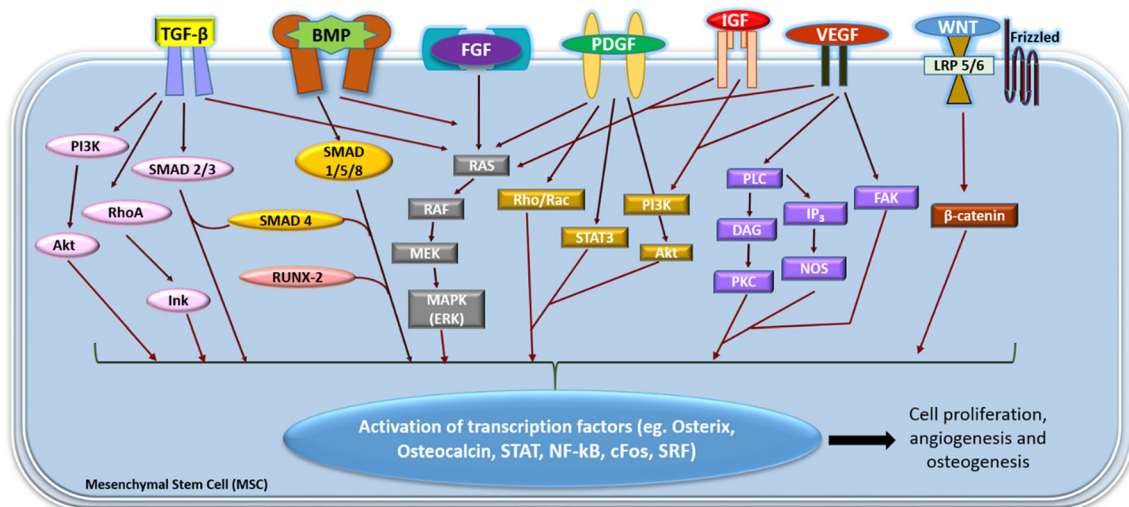 TGF-β
BMP
FGF
PDGF
IGF
VEGF
WNT
Frizzled
LRP 5/6
PI3K
SMAD 2/3
SMAD
1/5/8
RAS
PLC
RhoA
SMAD 4
RAF
Rho/Rac
PI3K
IP3
FAK
Akt
STAT3
DAG
β-catenin
MEK
Akt
NOS
RUNX-2
PKC
Ink
MAPK
(ERK)
Activation of transcription factors (eg. Osterix,
Osteocalcin, STAT, NF-kB, cFos, SRF)
Cell proliferation,
angiogenesis and
osteogenesis
Mesenchymal Stem Cell (MSC)